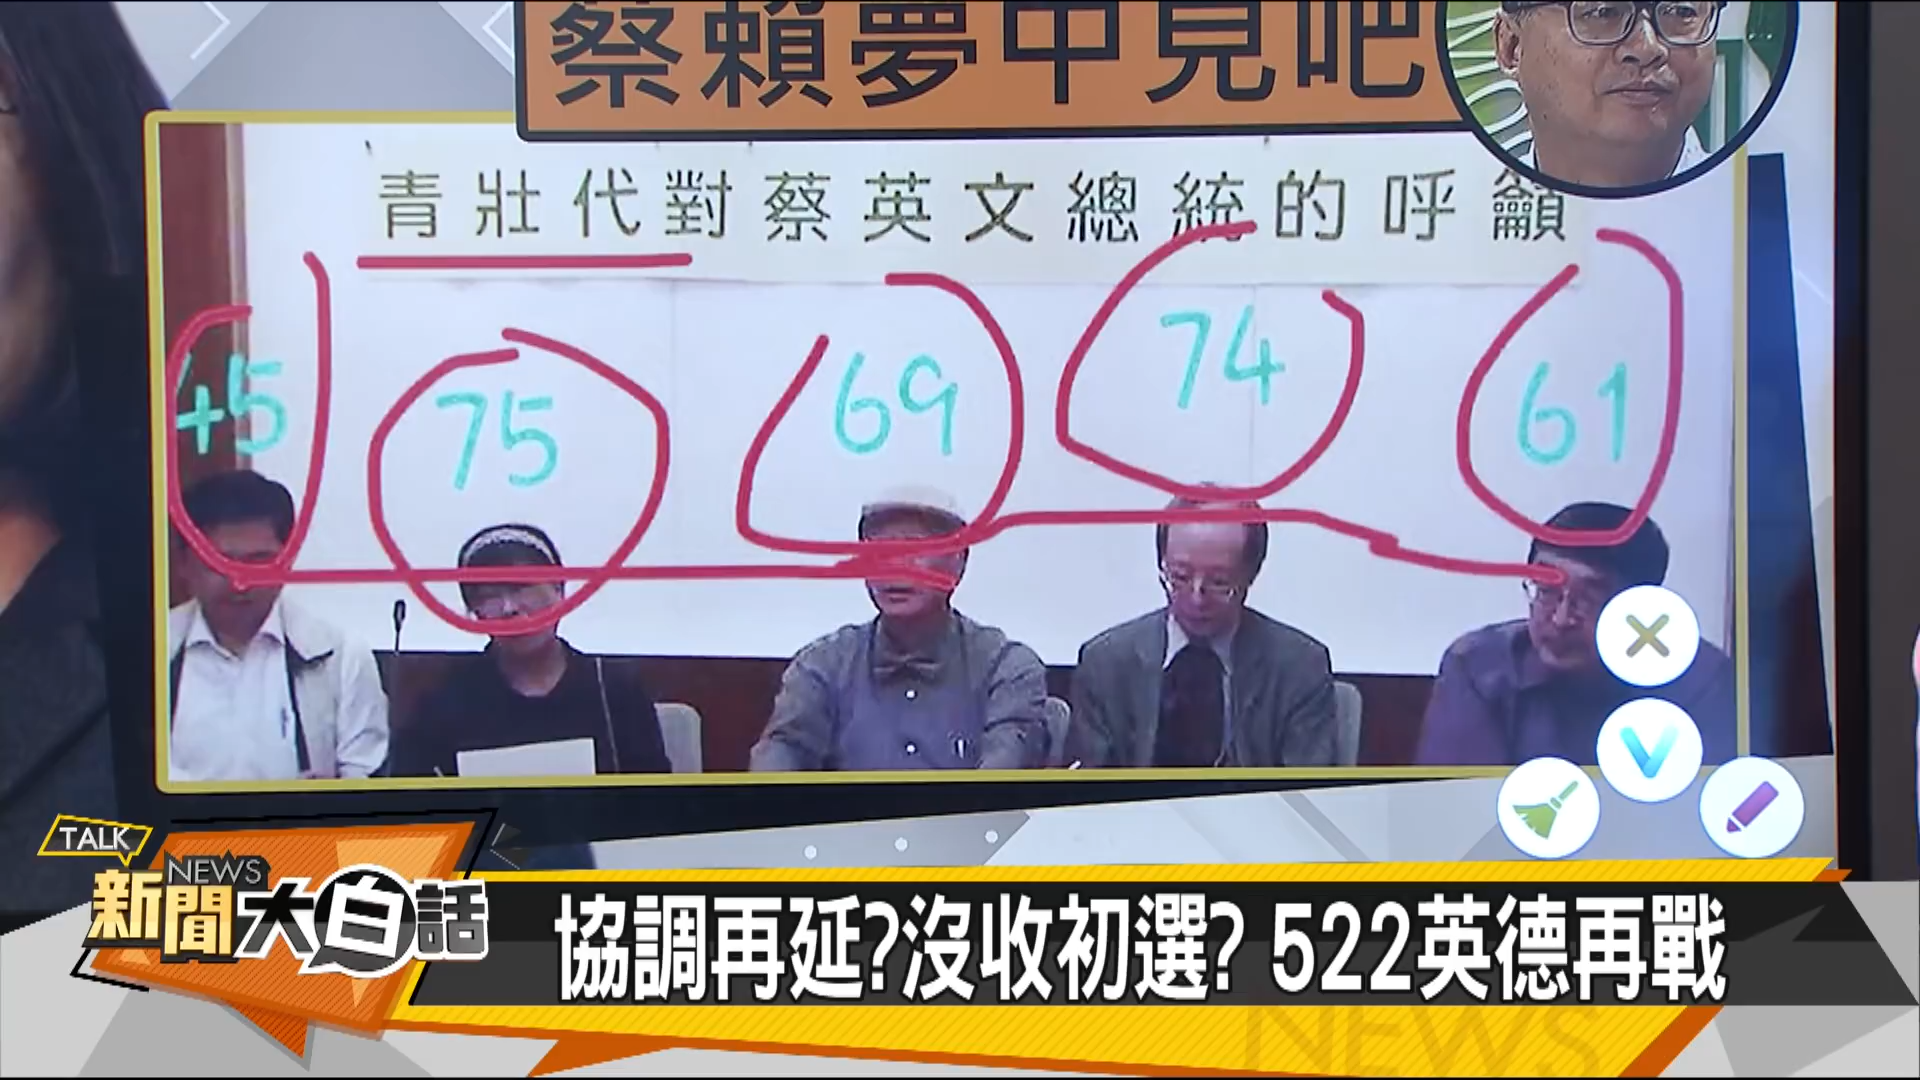 蔡賴夢中見吧
青壯代對蔡英文總統的呼籲
45
75
69
74
61
TALK
NEWS
新聞大白話
協調再延?沒收初選? 522英德再戰
NEWS